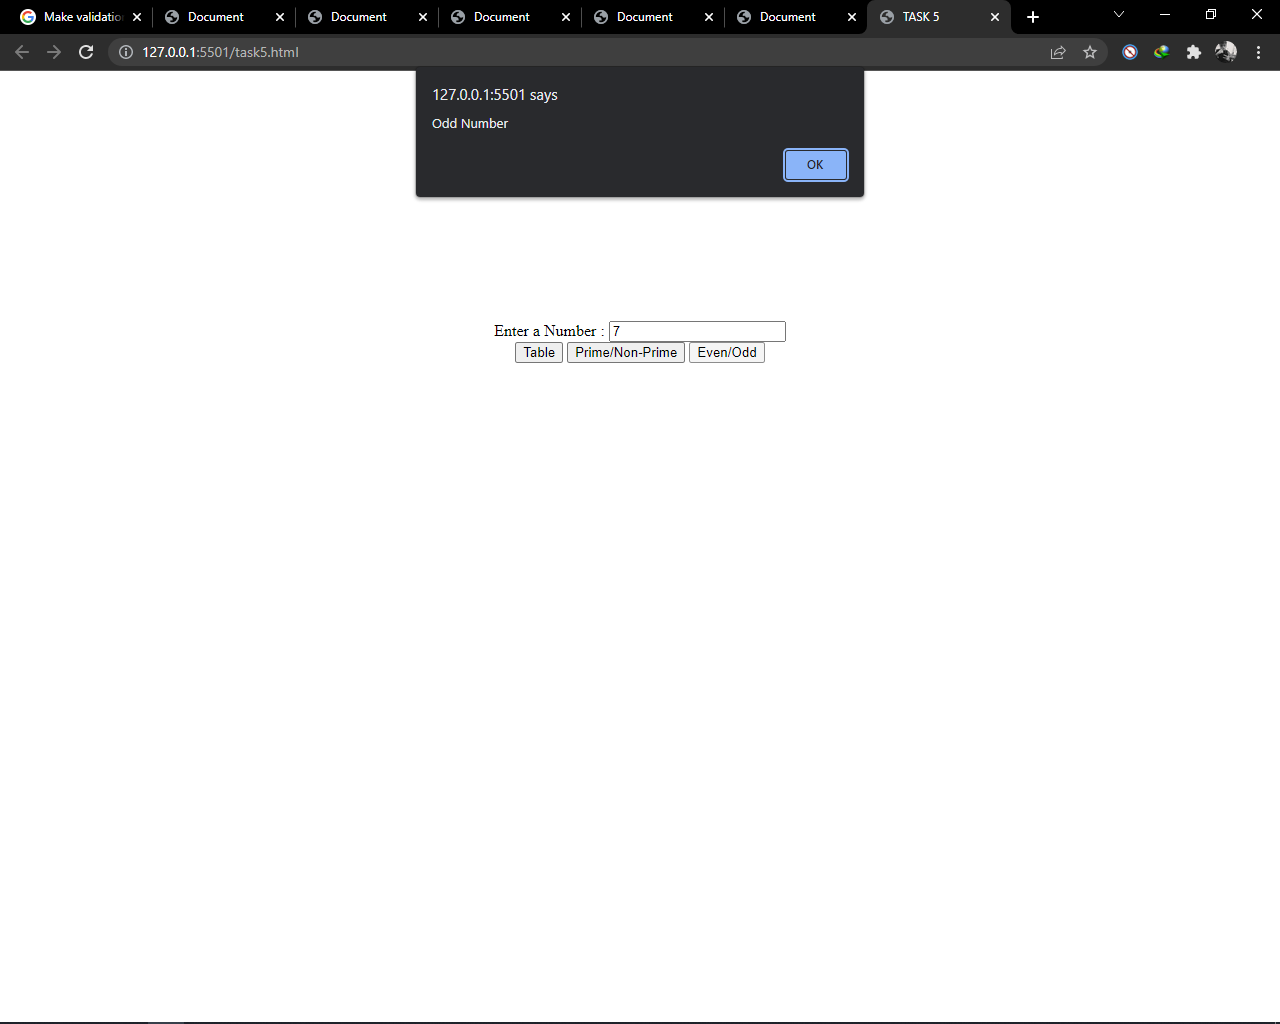 Make validatio Document Document Document Document Document TASK 5
127.0.0.1:5501/task5.html
127.0.0.1:5501 says
Odd Number
OK
Enter a Number : 7
Table Prime/Non-Prime Even/Odd